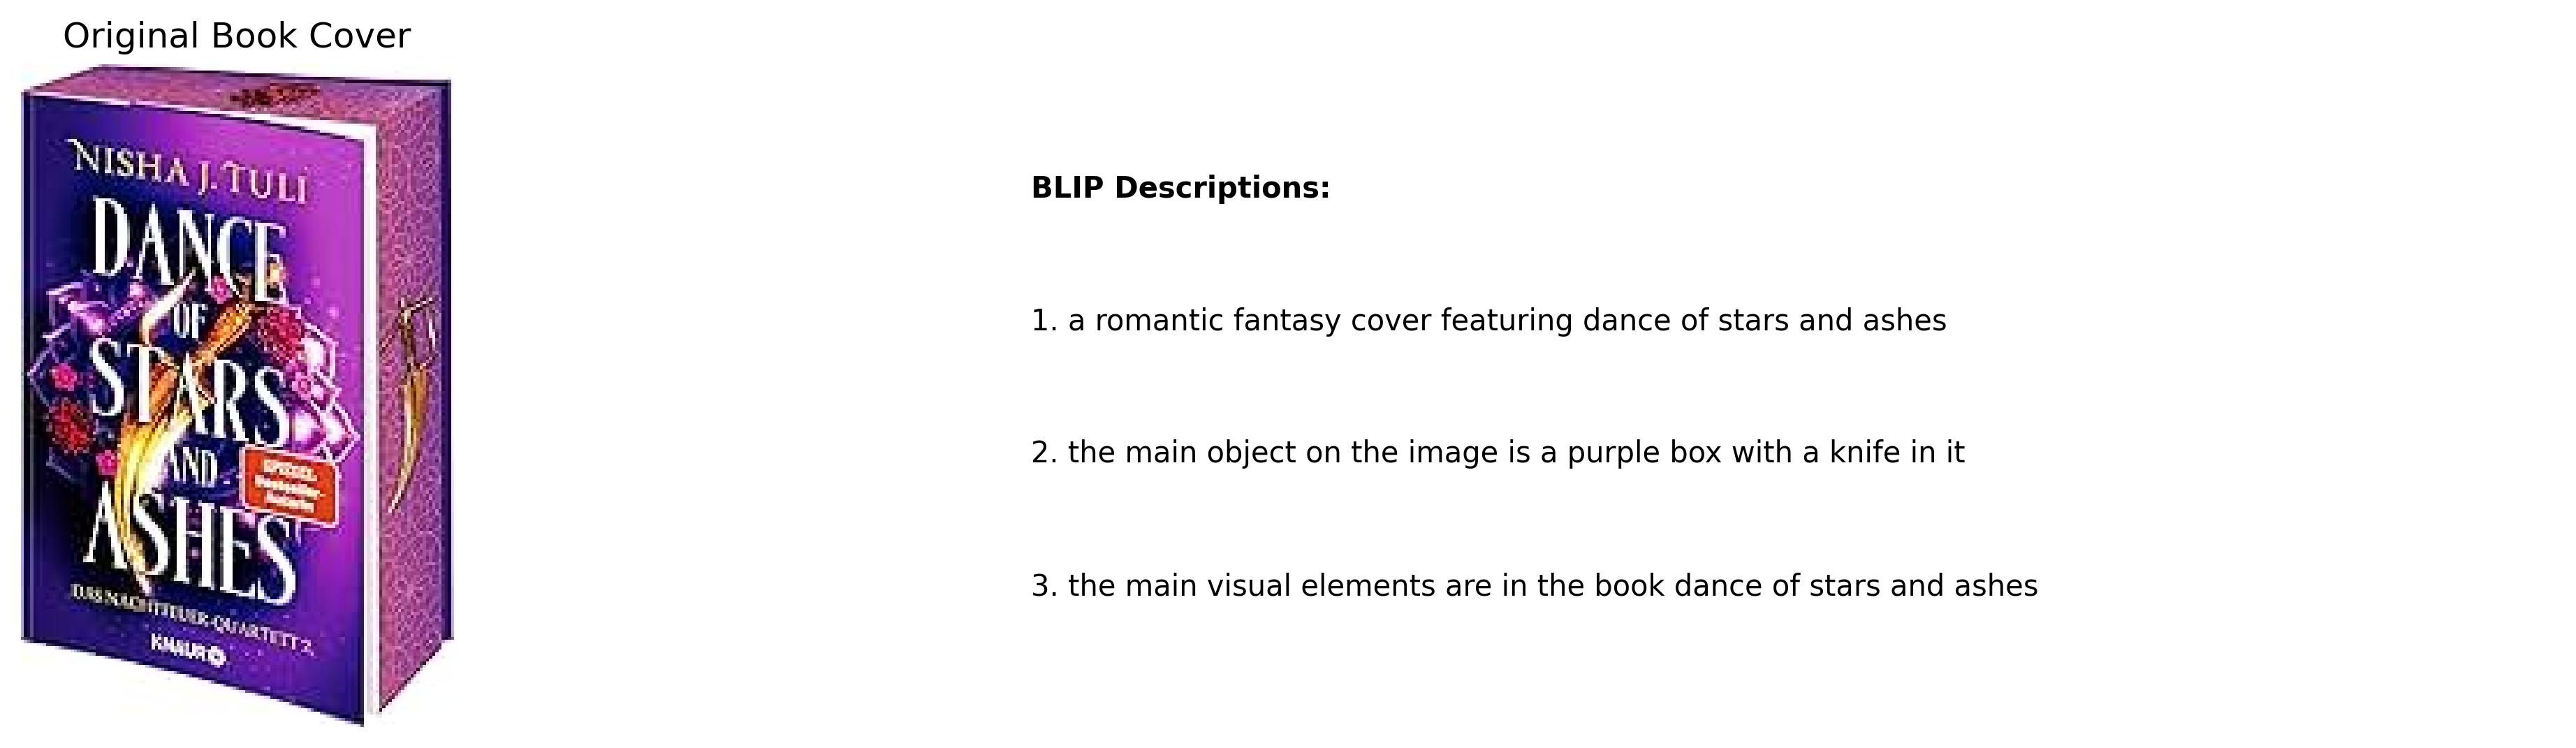 Original Book Cover
NISHA J. TULI
DANCE
OF
STARS
AND
ASHES
SPIEGEL
Bestseller-
DAS NACHTFEUER-QUARTETT 2
KNAUR
BLIP Descriptions:
1. a romantic fantasy cover featuring dance of stars and ashes
2. the main object on the image is a purple box with a knife in it
3. the main visual elements are in the book dance of stars and ashes